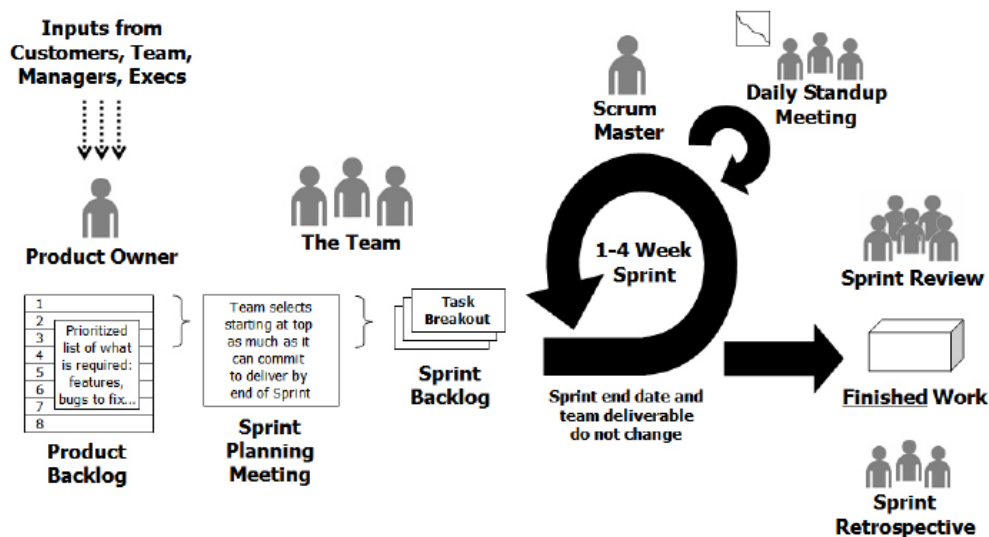 Inputs from
Customers, Team,
Managers, Execs
Product Owner
1
2
3
4
5
6
7
8
Prioritized
list of what
is required:
features,
bugs to fix...
Product
Backlog
The Team
Team selects
starting at top
as much as it
can commit
to deliver by
end of Sprint
Sprint
Planning
Meeting
Task
Breakout
Sprint
Backlog
Scrum
Master
Daily Standup
Meeting
1-4 Week
Sprint
Sprint end date and
team deliverable
do not change
Sprint Review
Finished Work
Sprint
Retrospective